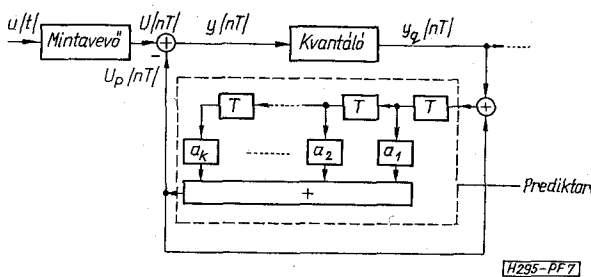 u/t/
Mintavevő
U/nT/
+
y/nT/
Kvantáló
yq/nT/
Up/nT/
−
T
T
T
+
ak
a2
a1
+
Prediktor
H295-PF7